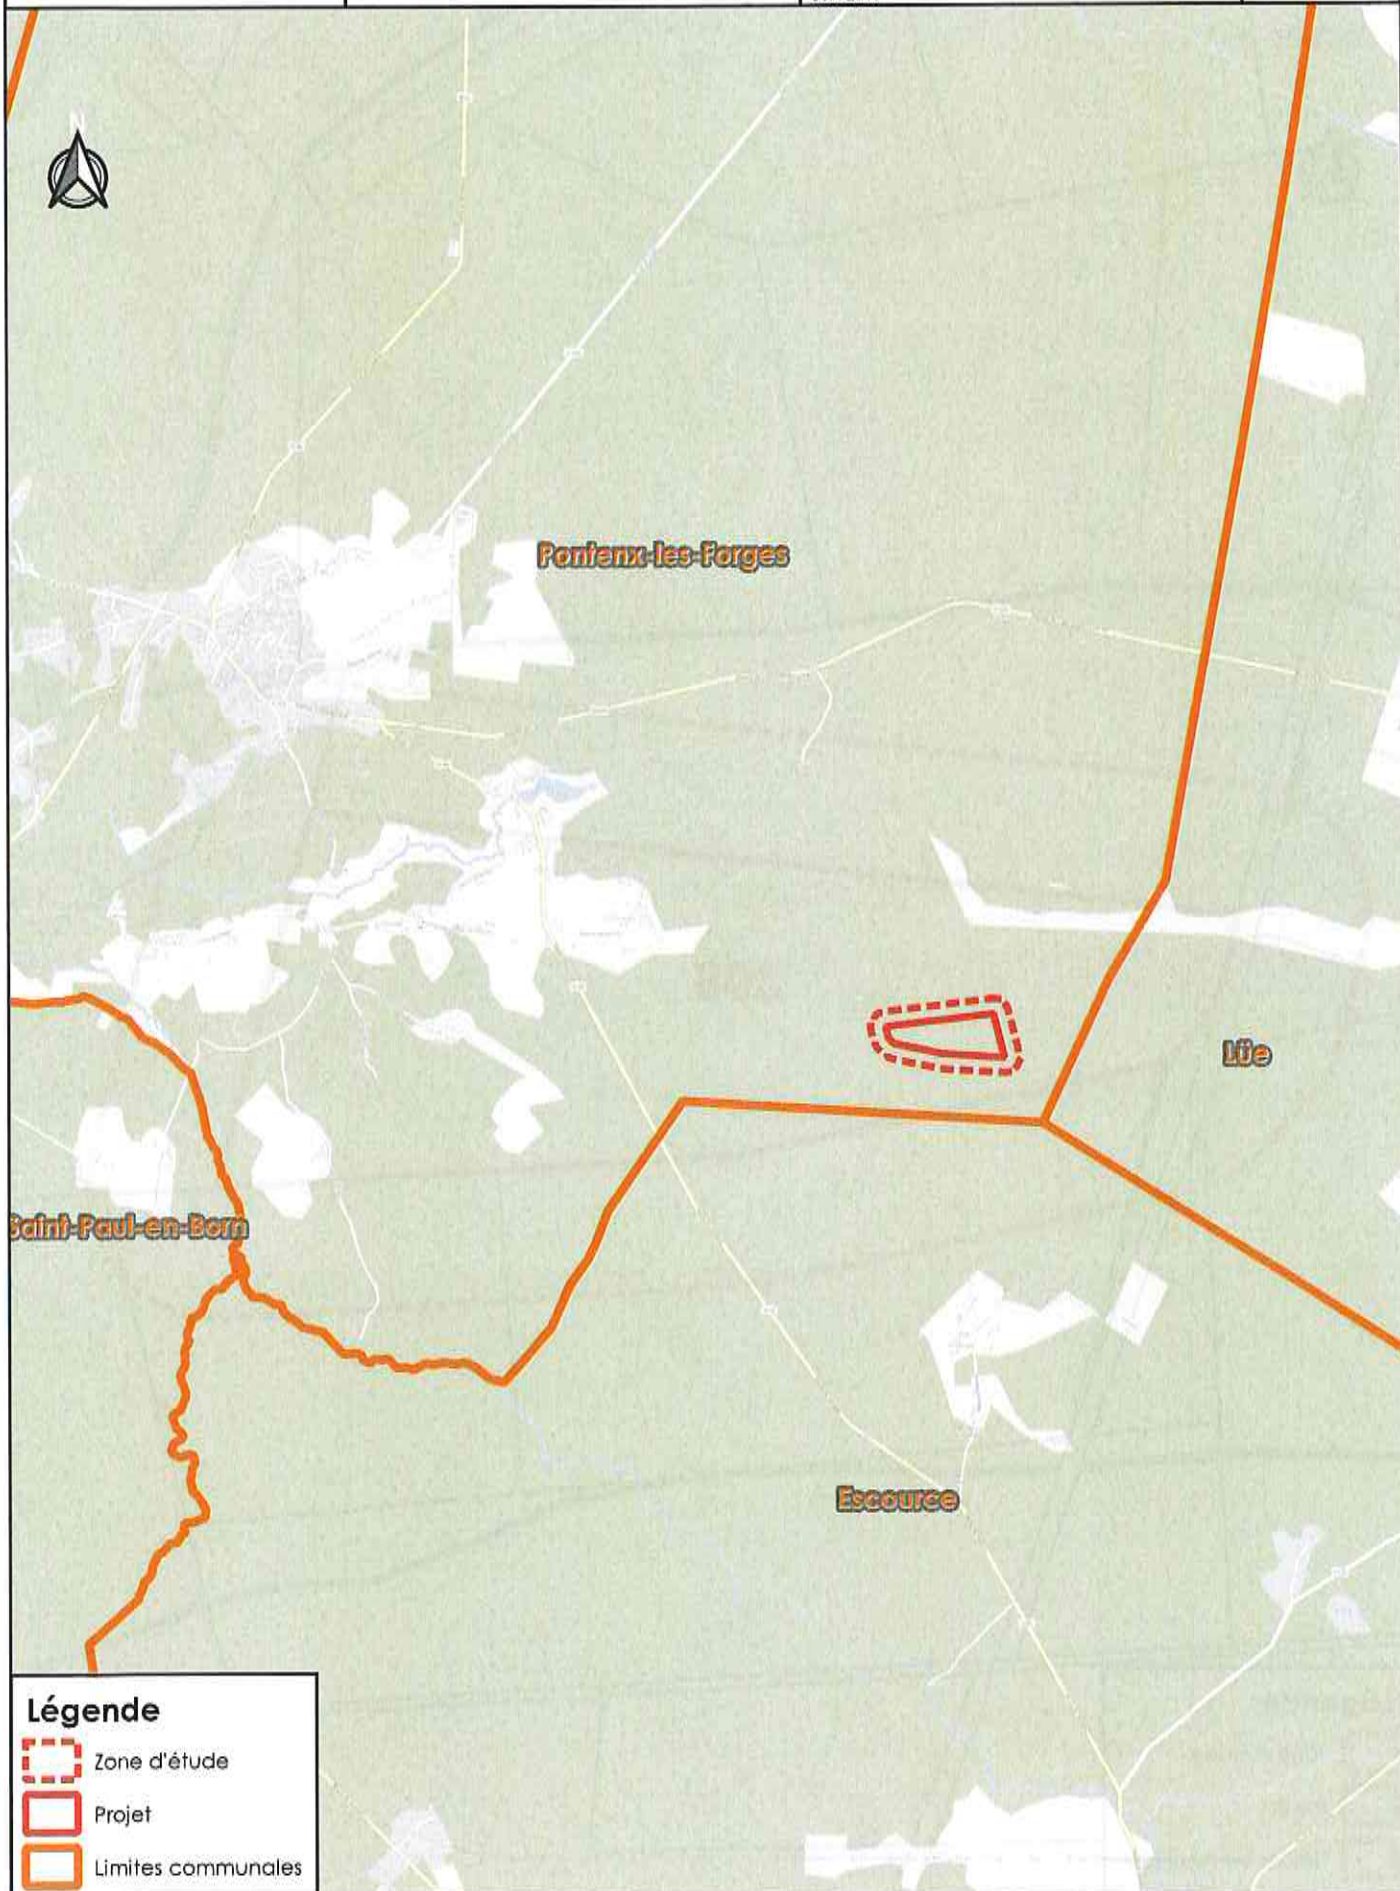 N
Pontenx-les-Forges
Lüe
Saint-Paul-en-Born
Escource
Légende
Zone d'étude
Projet
Limites communales